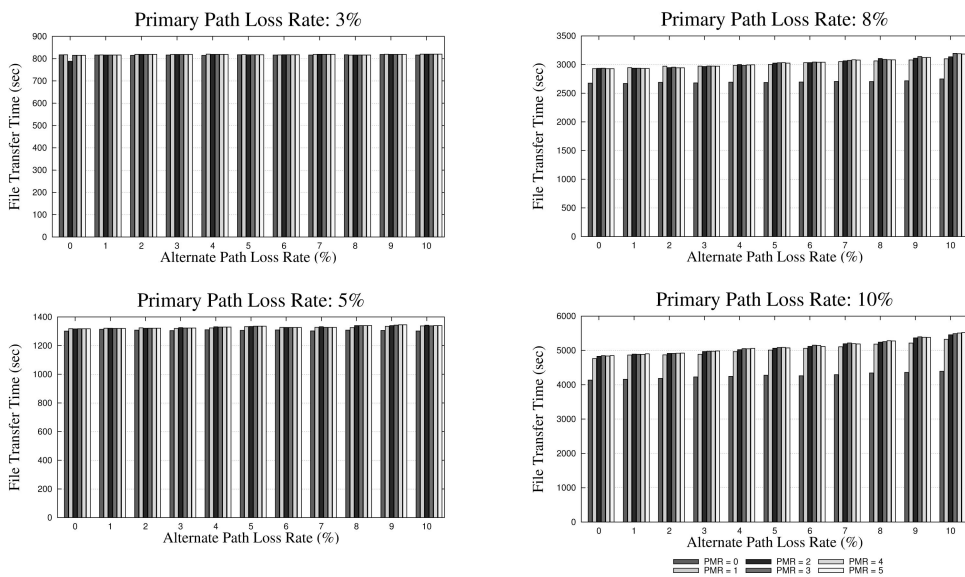 Primary Path Loss Rate: 3%
File Transfer Time (sec)
900
800
700
600
500
400
300
200
100
0
0 1 2 3 4 5 6 7 8 9 10
Alternate Path Loss Rate (%)
Primary Path Loss Rate: 8%
File Transfer Time (sec)
3500
3000
2500
2000
1500
1000
500
0
0 1 2 3 4 5 6 7 8 9 10
Alternate Path Loss Rate (%)
Primary Path Loss Rate: 5%
File Transfer Time (sec)
1400
1200
1000
800
600
400
200
0
0 1 2 3 4 5 6 7 8 9 10
Alternate Path Loss Rate (%)
Primary Path Loss Rate: 10%
File Transfer Time (sec)
6000
5000
4000
3000
2000
1000
0
0 1 2 3 4 5 6 7 8 9 10
Alternate Path Loss Rate (%)
PMR = 0 PMR = 2 PMR = 4
PMR = 1 PMR = 3 PMR = 5